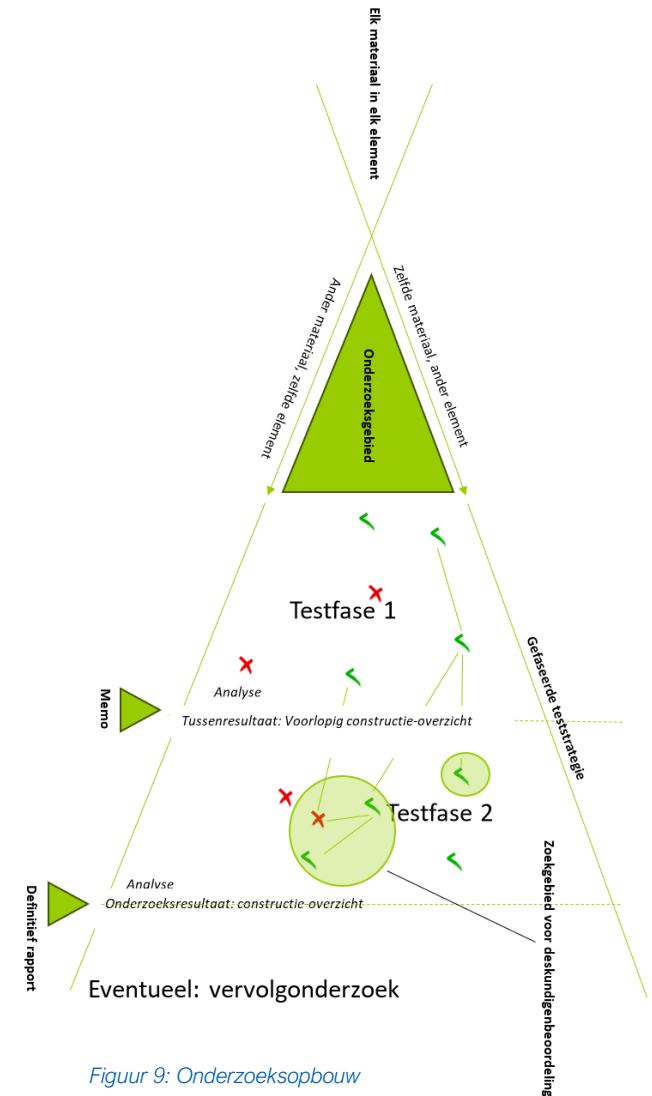 Elk materiaal in elk element
Ander materiaal, zelfde element
Zelfde materiaal, ander element
Onderzoeksgebied
Testfase 1
Gefaseerde teststrategie
Analyse
Memo
Tussenresultaat: Voorlopig constructie-overzicht
Testfase 2
Zoekgebied voor deskundigenbeoordeling
Analyse
Definitief rapport
Onderzoeksresultaat: constructie overzicht
Eventueel: vervolgonderzoek
Figuur 9: Onderzoeksopbouw